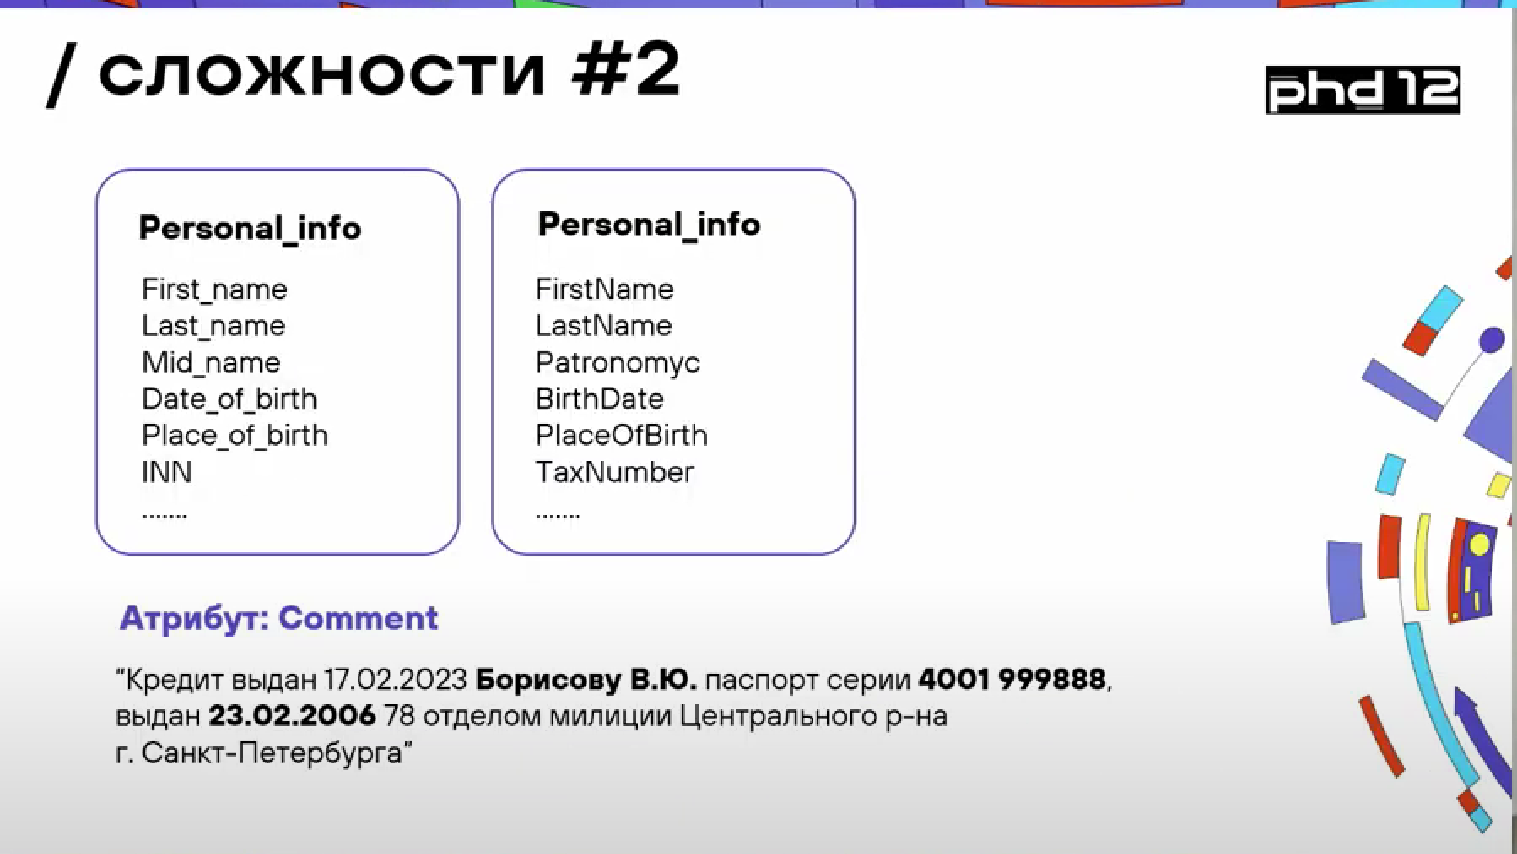 / сложности #2
phd 12
Personal_info
First_name
Last_name
Mid_name
Date_of_birth
Place_of_birth
INN
.......
Personal_info
FirstName
LastName
Patronomyc
BirthDate
PlaceOfBirth
TaxNumber
.......
Атрибут: Comment
“Кредит выдан 17.02.2023 Борисову В.Ю. паспорт серии 4001 999888,
выдан 23.02.2006 78 отделом милиции Центрального р-на
г. Санкт-Петербурга”